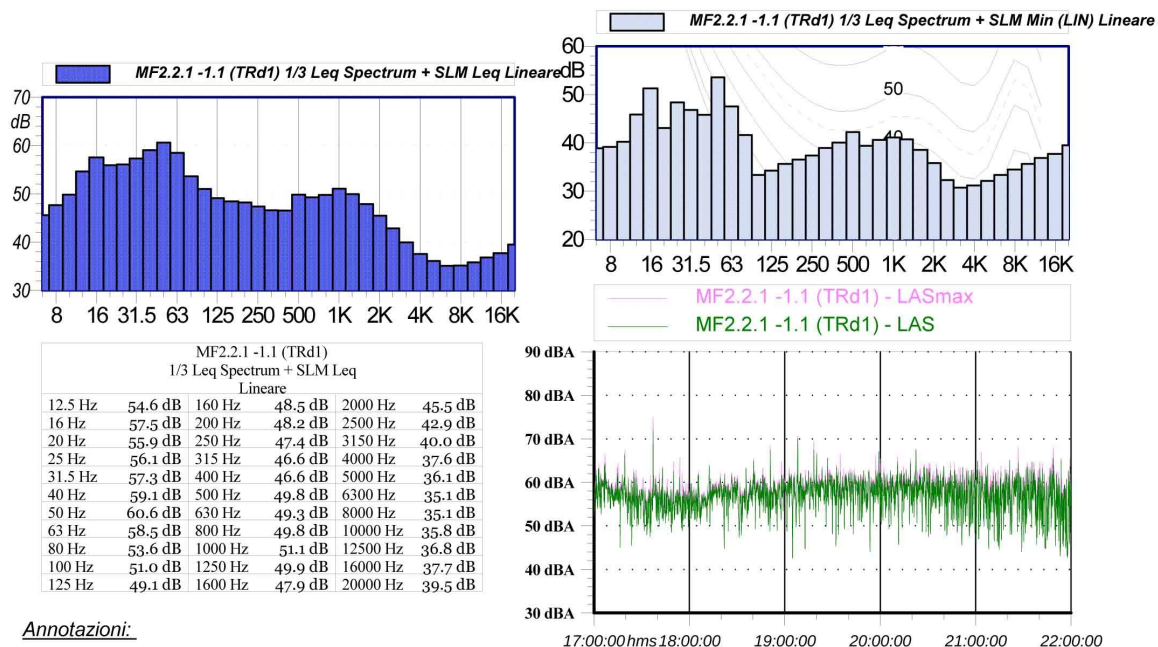 MF2.2.1 -1.1 (TRd1) 1/3 Leq Spectrum + SLM Leq Lineare
70
dB
60
50
40
30
8 16 31.5 63 125 250 500 1K 2K 4K 8K 16K
MF2.2.1 -1.1 (TRd1) 1/3 Leq Spectrum + SLM Min (LIN) Lineare
60
dB
50
40
30
20
50
40
8 16 31.5 63 125 250 500 1K 2K 4K 8K 16K
MF2.2.1 -1.1 (TRd1)
1/3 Leq Spectrum + SLM Leq
Lineare
12.5 Hz 54.6 dB 160 Hz 48.5 dB 2000 Hz 45.5 dB
16 Hz 57.5 dB 200 Hz 48.2 dB 2500 Hz 42.9 dB
20 Hz 55.9 dB 250 Hz 47.4 dB 3150 Hz 40.0 dB
25 Hz 56.1 dB 315 Hz 46.6 dB 4000 Hz 37.6 dB
31.5 Hz 57.3 dB 400 Hz 46.6 dB 5000 Hz 36.1 dB
40 Hz 59.1 dB 500 Hz 49.8 dB 6300 Hz 35.1 dB
50 Hz 60.6 dB 630 Hz 49.3 dB 8000 Hz 35.1 dB
63 Hz 58.5 dB 800 Hz 49.8 dB 10000 Hz 35.8 dB
80 Hz 53.6 dB 1000 Hz 51.1 dB 12500 Hz 36.8 dB
100 Hz 51.0 dB 1250 Hz 49.9 dB 16000 Hz 37.7 dB
125 Hz 49.1 dB 1600 Hz 47.9 dB 20000 Hz 39.5 dB
MF2.2.1 -1.1 (TRd1) - LASmax
MF2.2.1 -1.1 (TRd1) - LAS
90 dBA
80 dBA
70 dBA
60 dBA
50 dBA
40 dBA
30 dBA
17:00:00 hms 18:00:00 19:00:00 20:00:00 21:00:00 22:00:00
Annotazioni: